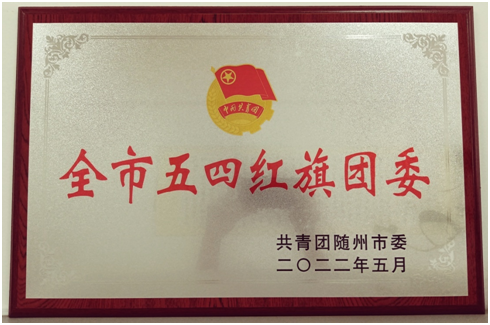 中国共青团
全市五四红旗团委
共青团随州市委
二〇二二年五月